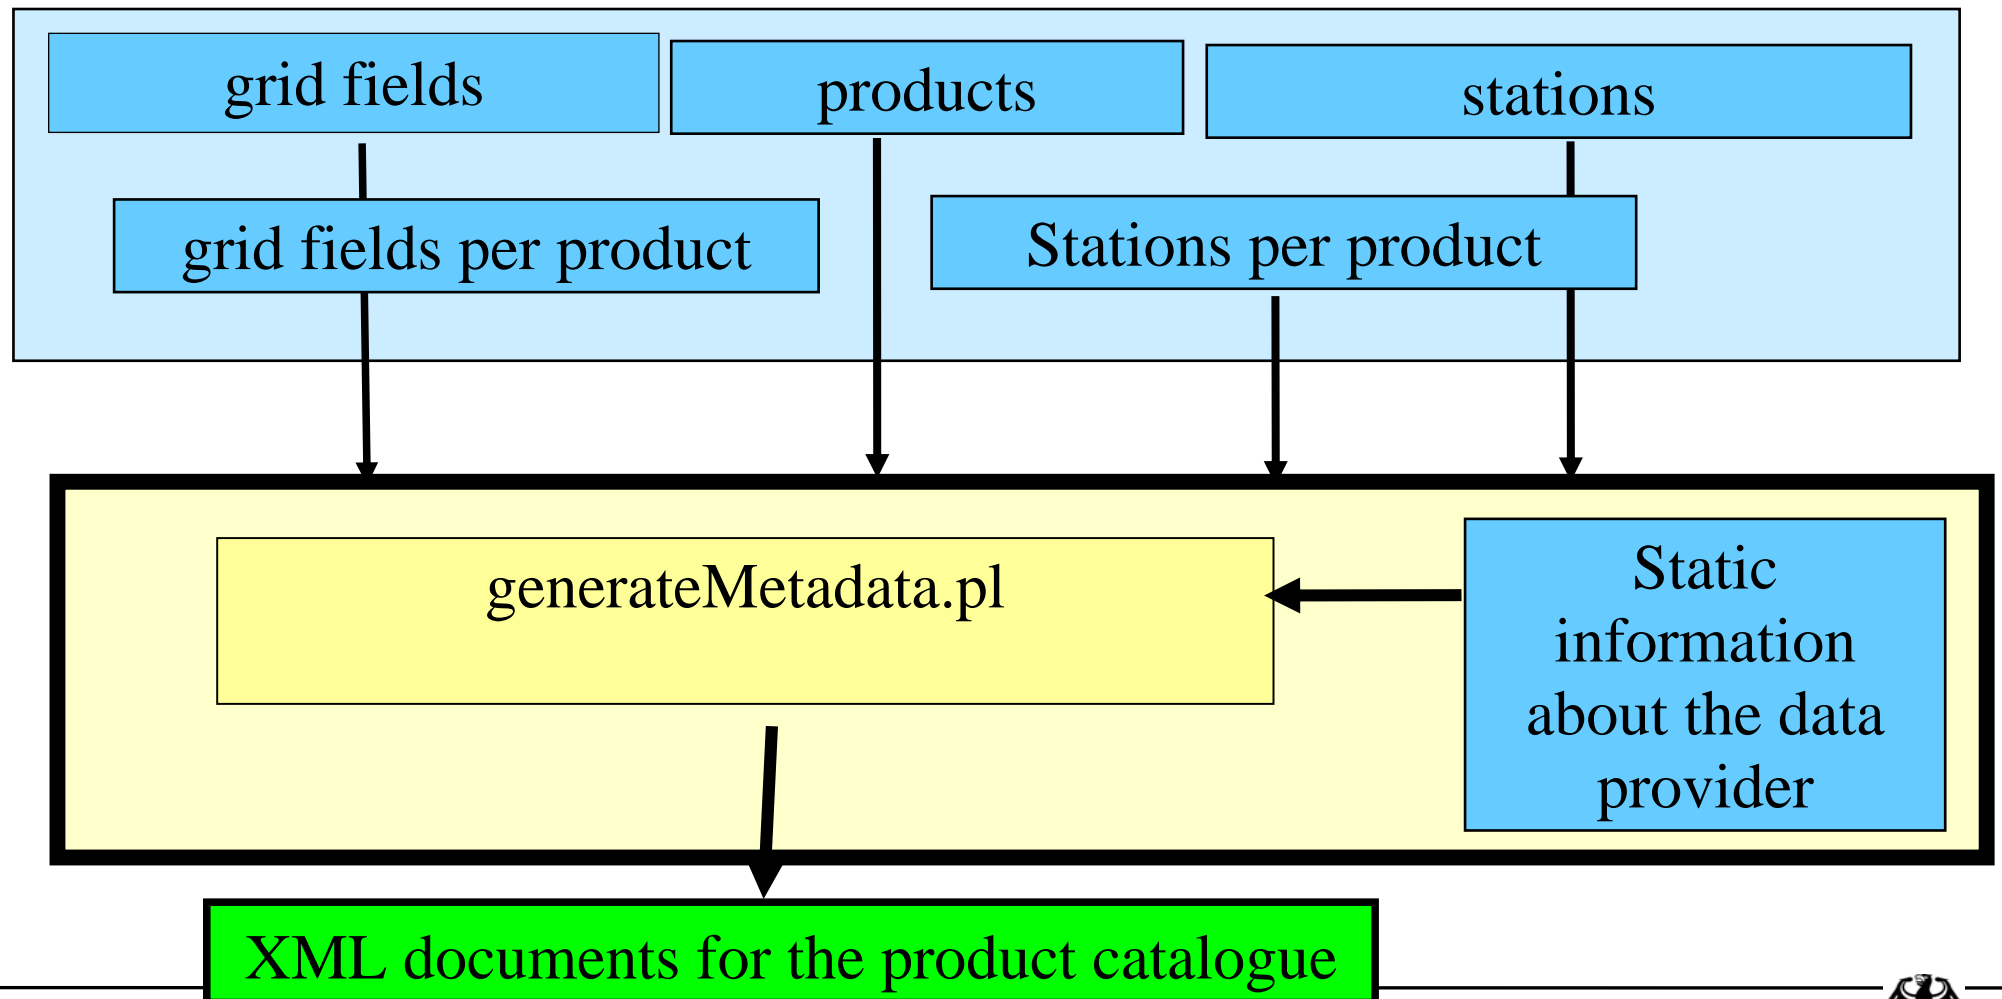 grid fields
products
stations
grid fields per product
Stations per product
generateMetadata.pl
Static
information
about the data
provider
XML documents for the product catalogue